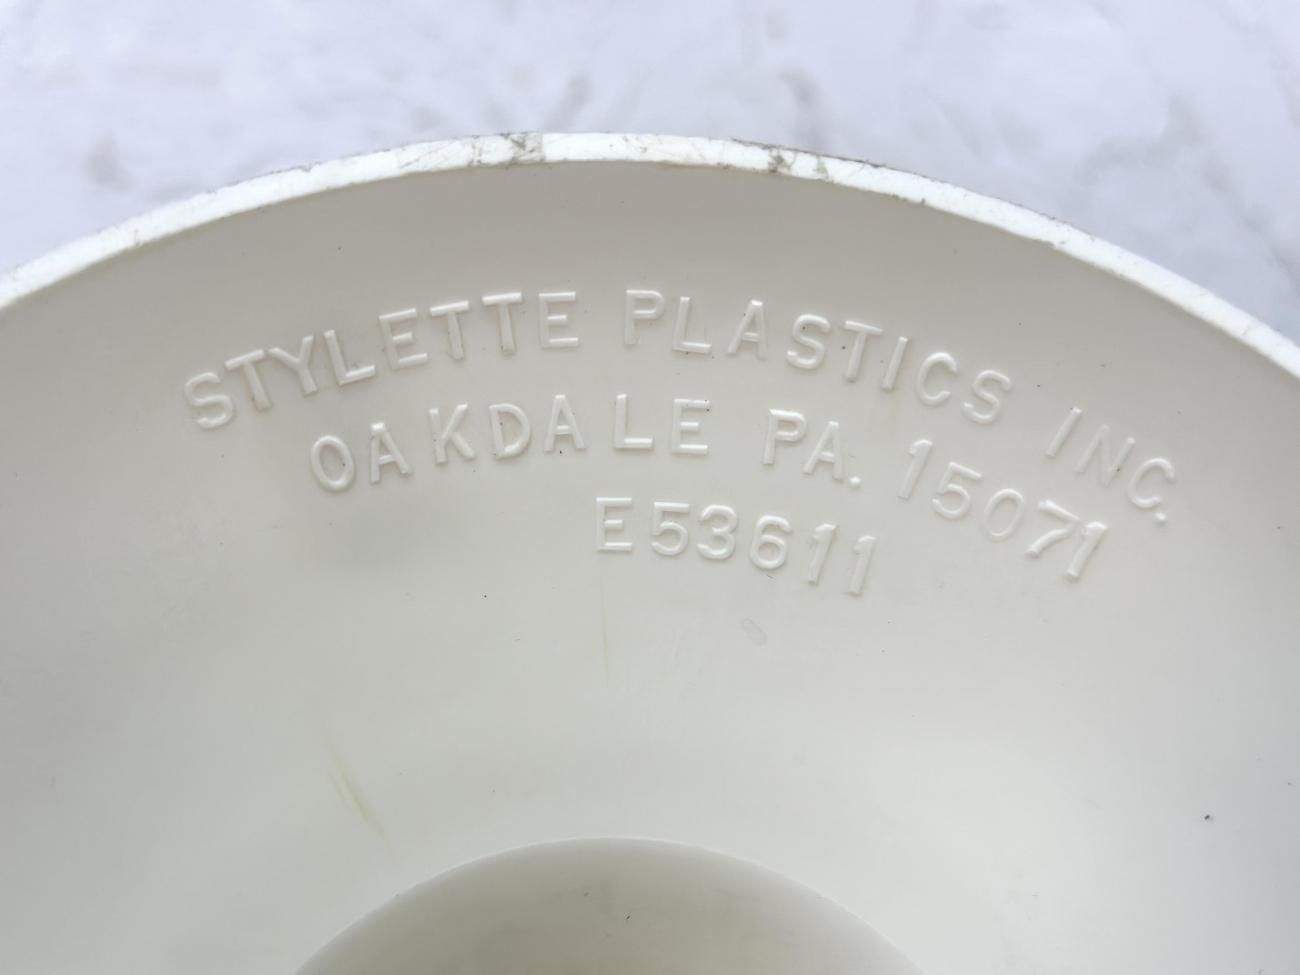 STYLETTE PLASTICS INC.
OAKDALE PA. 15071
E53611